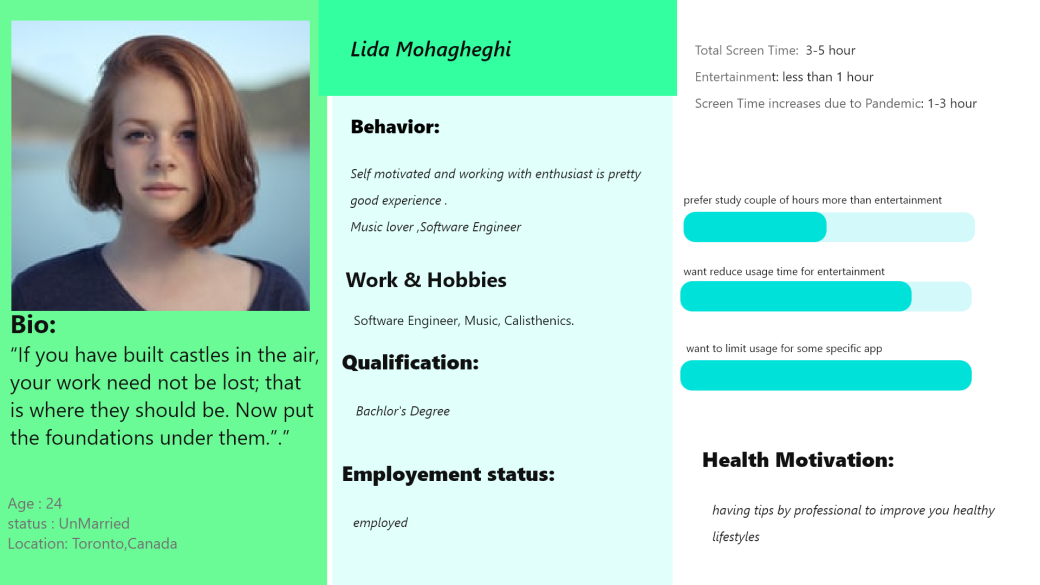 Bio:
“If you have built castles in the air,
your work need not be lost; that
is where they should be. Now put
the foundations under them.”.”
Age : 24
status : UnMarried
Location: Toronto,Canada
Lida Mohagheghi
Behavior:
Self motivated and working with enthusiast is pretty
good experience .
Music lover ,Software Engineer
Work & Hobbies
Software Engineer, Music, Calisthenics.
Qualification:
Bachlor's Degree
Employement status:
employed
Total Screen Time: 3-5 hour
Entertainment: less than 1 hour
Screen Time increases due to Pandemic: 1-3 hour
prefer study couple of hours more than entertainment
want reduce usage time for entertainment
want to limit usage for some specific app
Health Motivation:
having tips by professional to improve you healthy
lifestyles